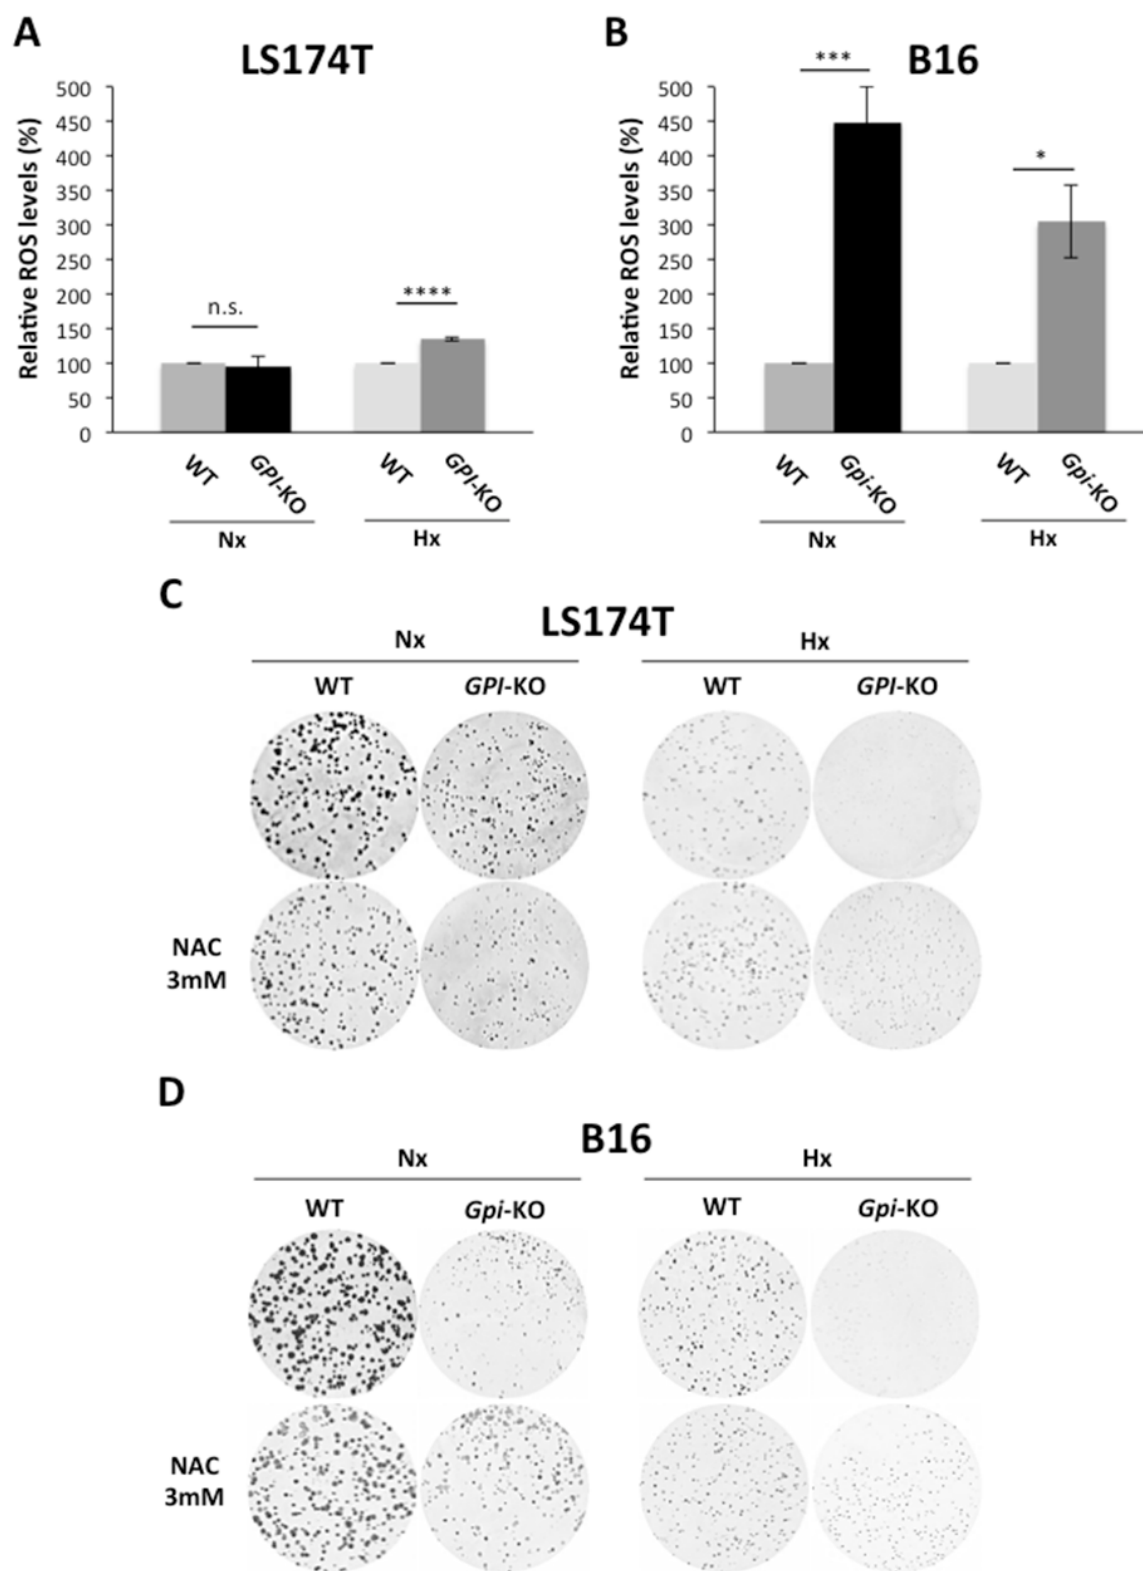 A
LS174T
Relative ROS levels (%)
500
450
400
350
300
250
200
150
100
50
0
n.s.
****
WT
GPI-KO
WT
GPI-KO
Nx
Hx
B
B16
Relative ROS levels (%)
500
450
400
350
300
250
200
150
100
50
0
***
*
WT
Gpi-KO
WT
Gpi-KO
Nx
Hx
C
LS174T
Nx
Hx
WT
GPI-KO
WT
GPI-KO
NAC
3mM
D
B16
Nx
Hx
WT
Gpi-KO
WT
Gpi-KO
NAC
3mM